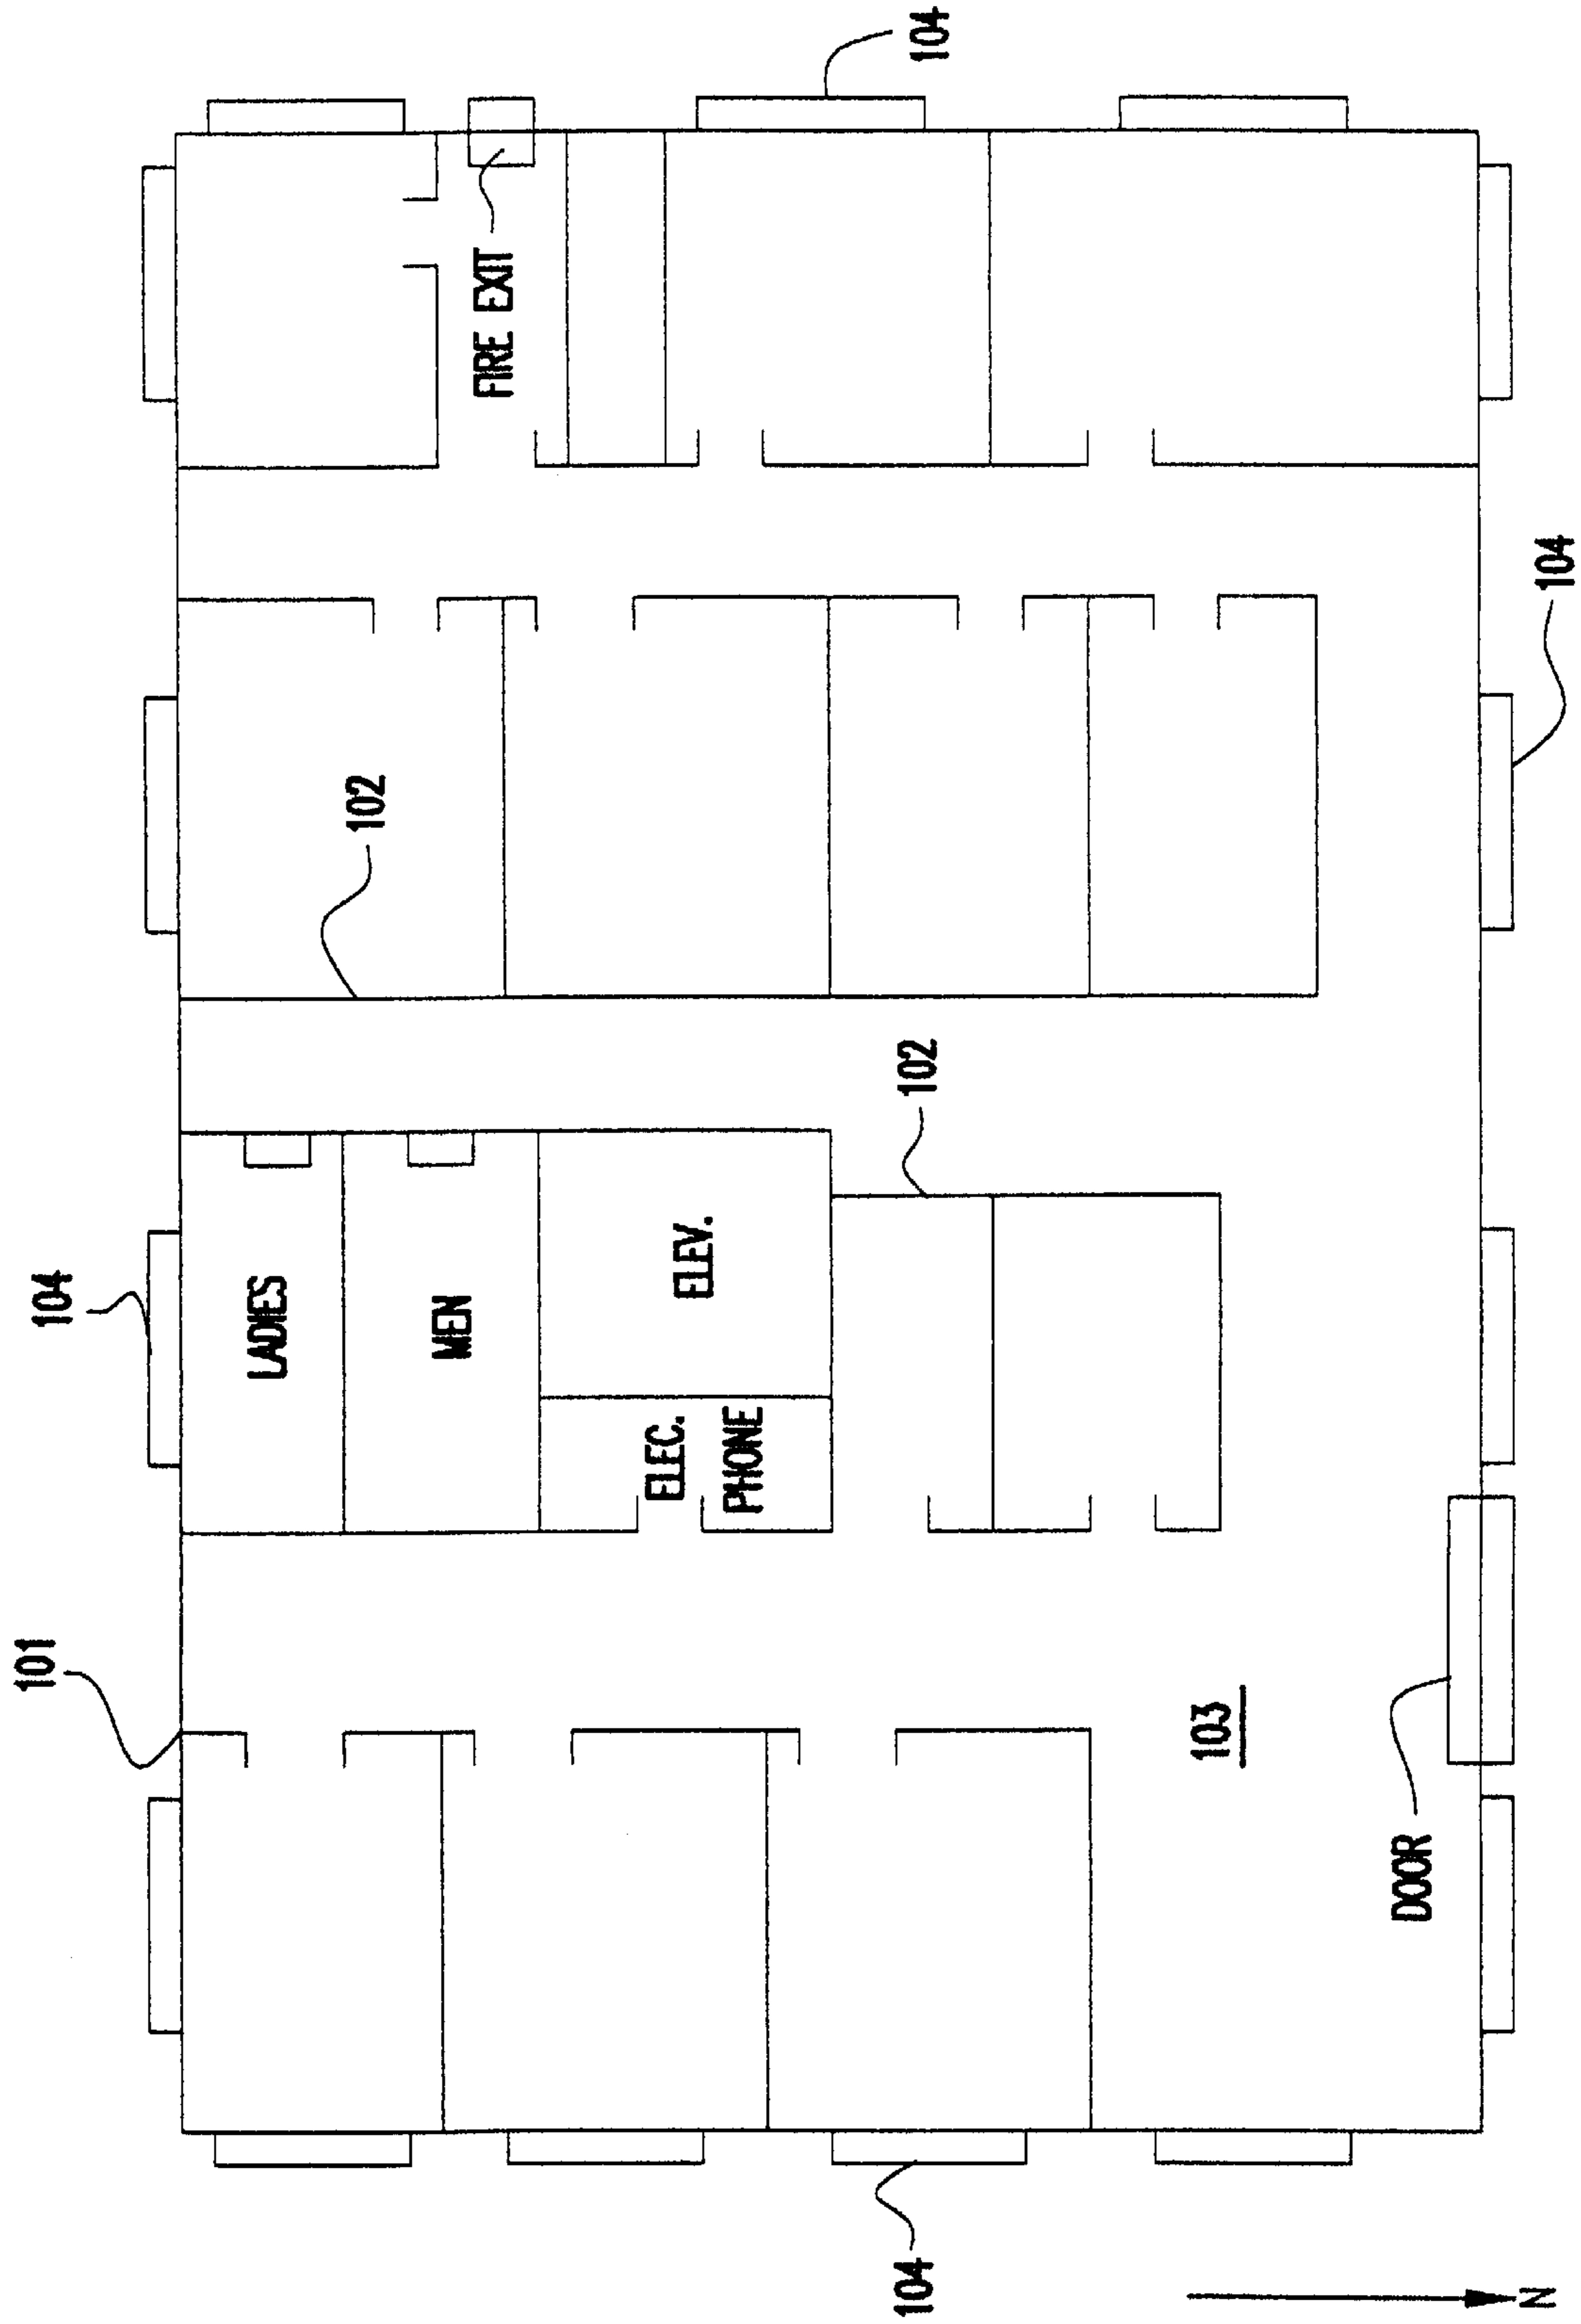 101
104
LADIES
102
MEN
FIRE EXIT
ELEC.
ELEV.
PHONE
104
102
104
103
DOOR
N
104